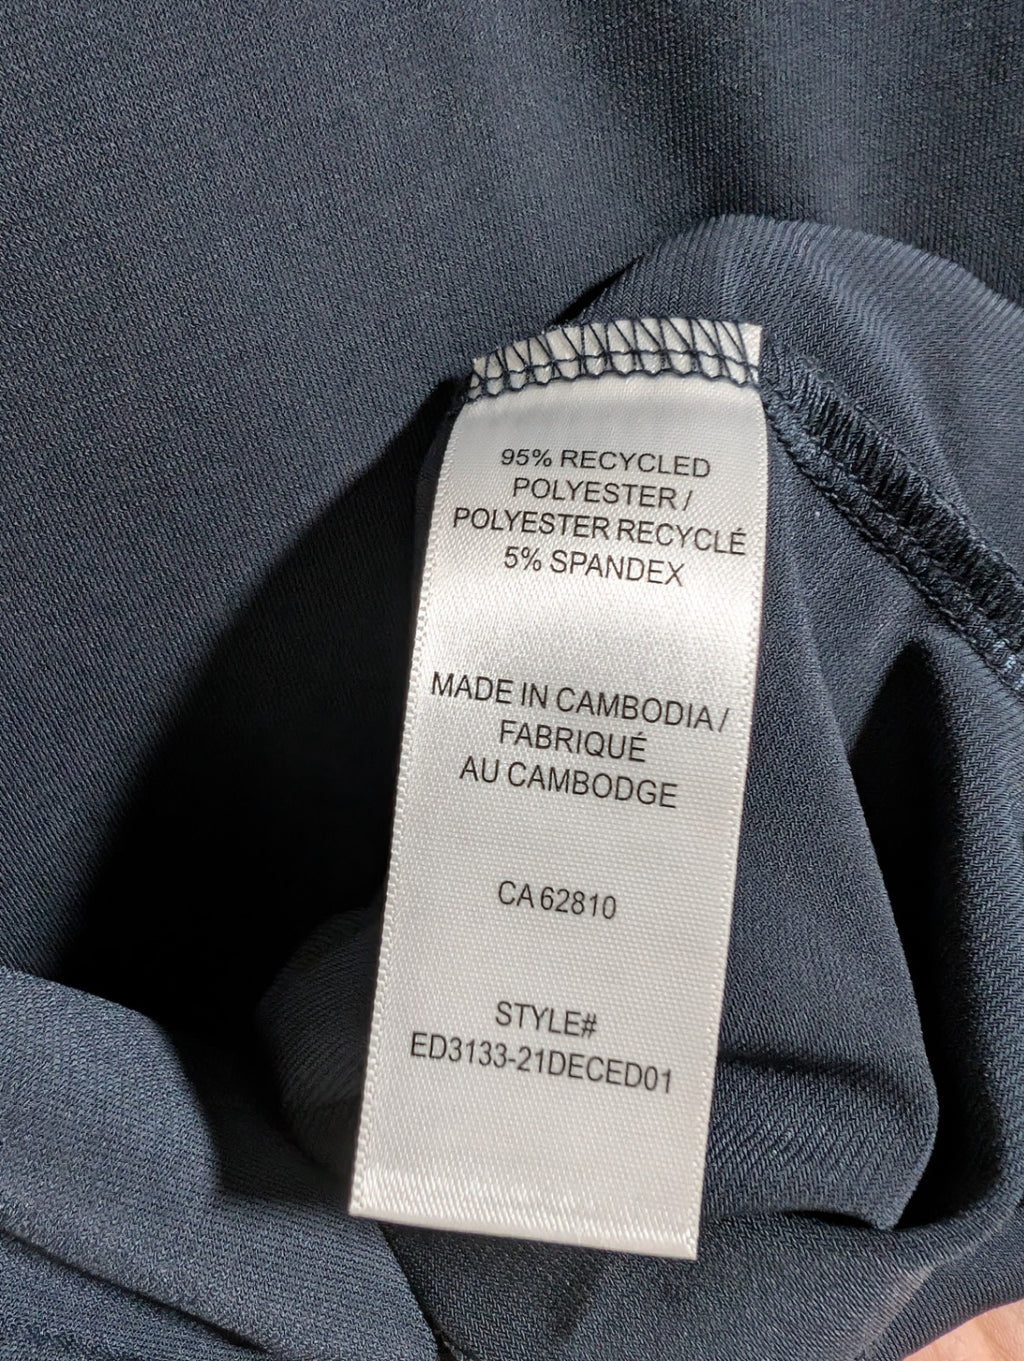 95% RECYCLED
POLYESTER /
POLYESTER RECYCLÉ
5% SPANDEX
MADE IN CAMBODIA /
FABRIQUÉ
AU CAMBODGE
CA 62810
STYLE#
ED3133-21DECED01